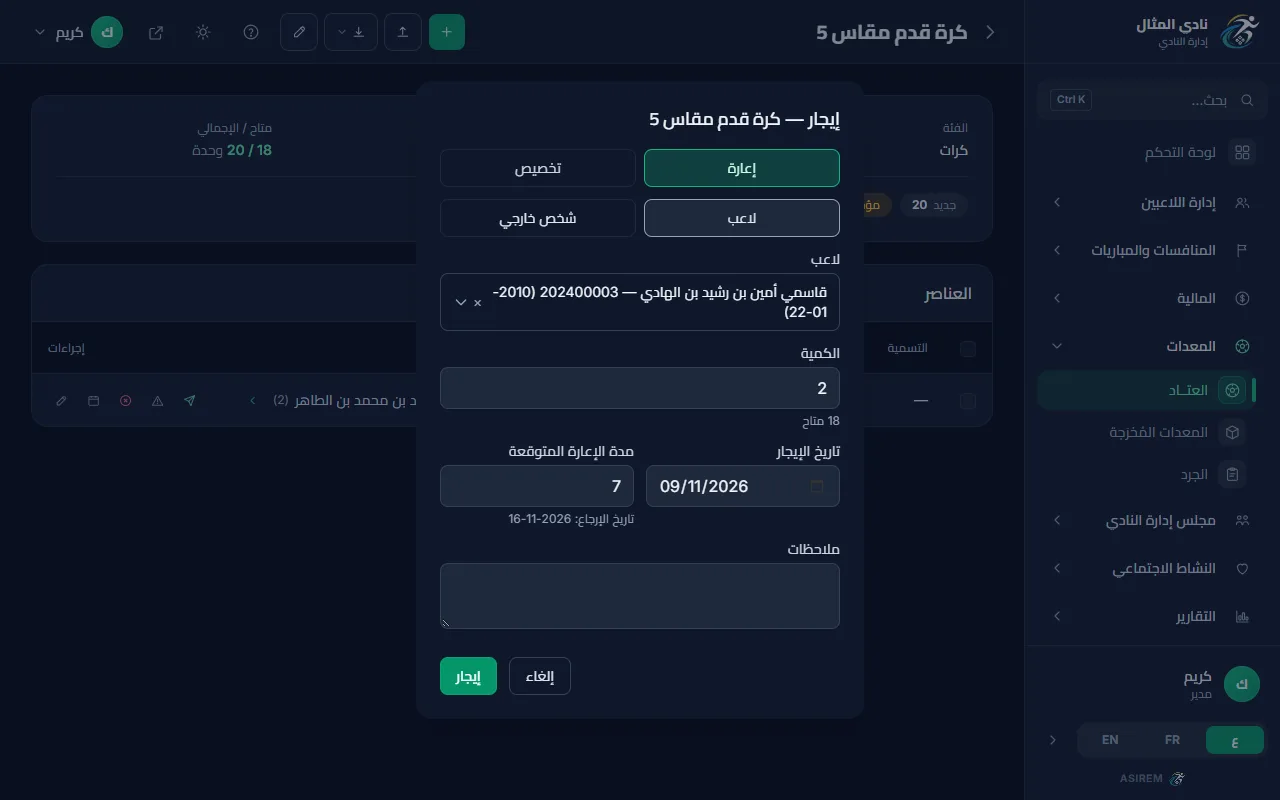 نادي المثال
إدارة النادي
بحث...
Ctrl K
لوحة التحكم
إدارة اللاعبين
المنافسات والمباريات
المالية
المعدات
العتـاد
المعدات المُخرَجة
الجرد
مجلس إدارة النادي
النشاط الاجتماعي
التقارير
ك
كريم
مدير
ع
FR
EN
ASIREM
كرة قدم مقاس 5
ك
كريم
الفئة
كرات
متاح / الإجمالي
18 / 20 وحدة
جديد 20
العناصر
التسمية
إجراءات
—
د بن محمد بن الطاهر (2)
إيجار — كرة قدم مقاس 5
إعارة
تخصيص
لاعب
شخص خارجي
لاعب
قاسمي أمين بن رشيد بن الهادي — 202400003 (2010-
01-22)
الكمية
2
18 متاح
تاريخ الإيجار
09/11/2026
مدة الإعارة المتوقعة
7
تاريخ الإرجاع: 2026-11-16
ملاحظات
إلغاء
إيجار